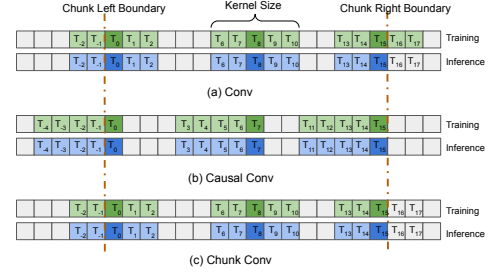 Chunk Left Boundary Kernel Size Chunk Right Boundary
T-2 T-1 T0 T1 T2 T6 T7 T8 T9 T10 T13 T14 T15 T16 T17 Training
T-2 T-1 T0 T1 T2 T6 T7 T8 T9 T10 T13 T14 T15 T16 T17 Inference
(a) Conv
T-4 T-3 T-2 T-1 T0 T3 T4 T5 T6 T7 T11 T12 T13 T14 T15 Training
T-4 T-3 T-2 T-1 T0 T3 T4 T5 T6 T7 T11 T12 T13 T14 T15 Inference
(b) Causal Conv
T-2 T-1 T0 T1 T2 T6 T7 T8 T9 T10 T13 T14 T15 T16 T17 Training
T-2 T-1 T0 T1 T2 T6 T7 T8 T9 T10 T13 T14 T15 T16 T17 Inference
(c) Chunk Conv